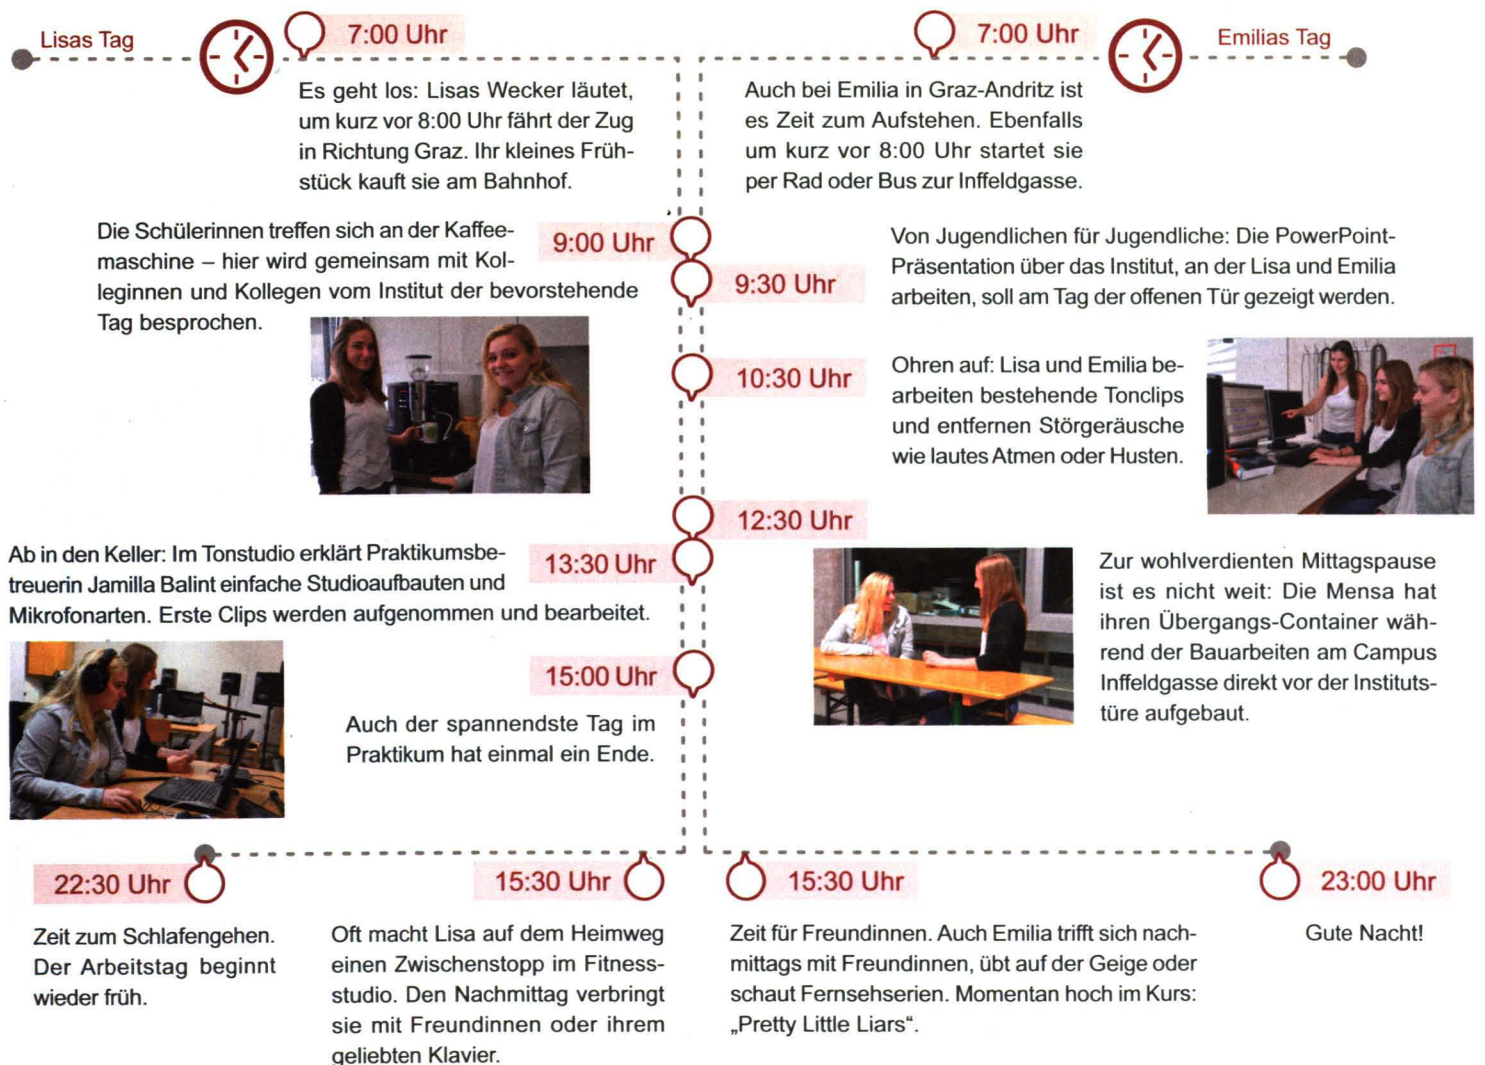 Lisas Tag
7:00 Uhr
Es geht los: Lisas Wecker läutet,
um kurz vor 8:00 Uhr fährt der Zug
in Richtung Graz. Ihr kleines Früh-
stück kauft sie am Bahnhof.
7:00 Uhr
Emilias Tag
Auch bei Emilia in Graz-Andritz ist
es Zeit zum Aufstehen. Ebenfalls
um kurz vor 8:00 Uhr startet sie
per Rad oder Bus zur Inffeldgasse.
9:00 Uhr
Die Schülerinnen treffen sich an der Kaffee-
maschine – hier wird gemeinsam mit Kol-
leginnen und Kollegen vom Institut der bevorstehende
Tag besprochen.
9:30 Uhr
Von Jugendlichen für Jugendliche: Die PowerPoint-
Präsentation über das Institut, an der Lisa und Emilia
arbeiten, soll am Tag der offenen Tür gezeigt werden.
10:30 Uhr
Ohren auf: Lisa und Emilia be-
arbeiten bestehende Tonclips
und entfernen Störgeräusche
wie lautes Atmen oder Husten.
12:30 Uhr
Zur wohlverdienten Mittagspause
ist es nicht weit: Die Mensa hat
ihren Übergangs-Container wäh-
rend der Bauarbeiten am Campus
Inffeldgasse direkt vor der Instituts-
türe aufgebaut.
13:30 Uhr
Ab in den Keller: Im Tonstudio erklärt Praktikumsbe-
treuerin Jamilla Balint einfache Studioaufbauten und
Mikrofonarten. Erste Clips werden aufgenommen und bearbeitet.
15:00 Uhr
Auch der spannendste Tag im
Praktikum hat einmal ein Ende.
22:30 Uhr
Zeit zum Schlafengehen.
Der Arbeitstag beginnt
wieder früh.
15:30 Uhr
Oft macht Lisa auf dem Heimweg
einen Zwischenstopp im Fitness-
studio. Den Nachmittag verbringt
sie mit Freundinnen oder ihrem
geliebten Klavier.
15:30 Uhr
Zeit für Freundinnen. Auch Emilia trifft sich nach-
mittags mit Freundinnen, übt auf der Geige oder
schaut Fernsehserien. Momentan hoch im Kurs:
„Pretty Little Liars“.
23:00 Uhr
Gute Nacht!